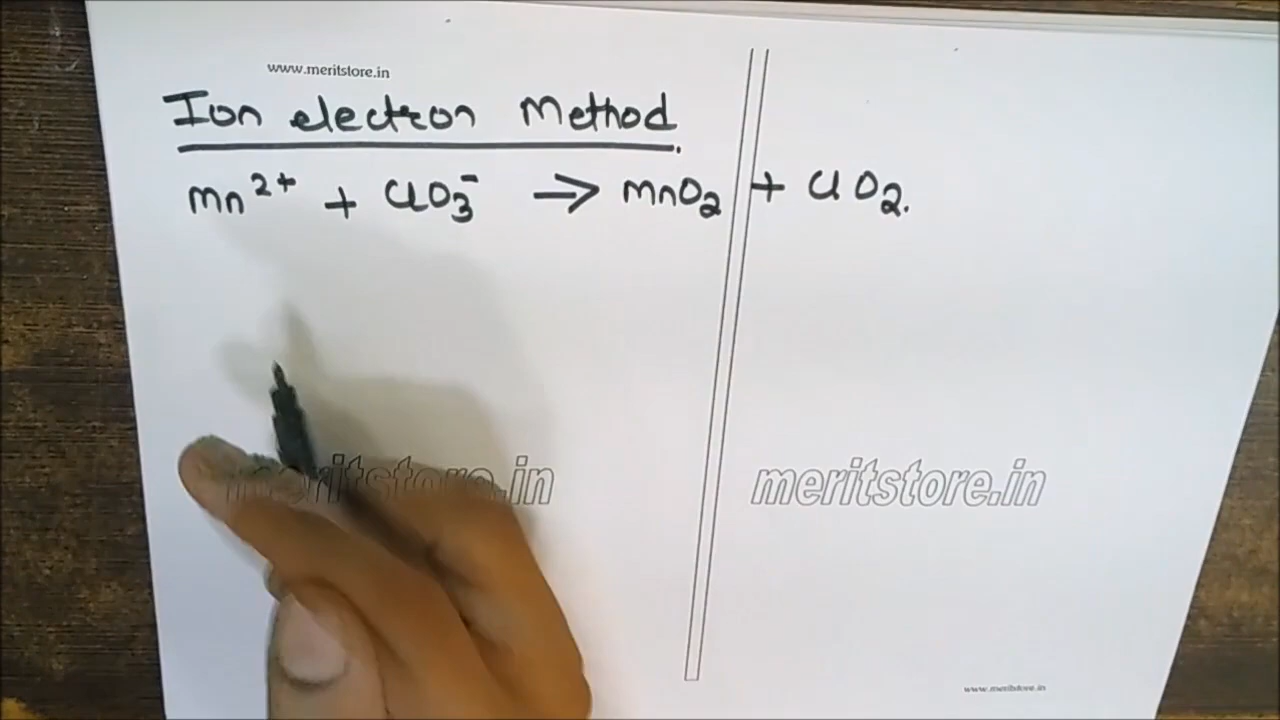 www.meritstore.in
Ion electron Method.
Mn²⁺ + ClO₃⁻ → MnO₂ + ClO₂.
meritstore.in meritstore.in
www.meritstore.in